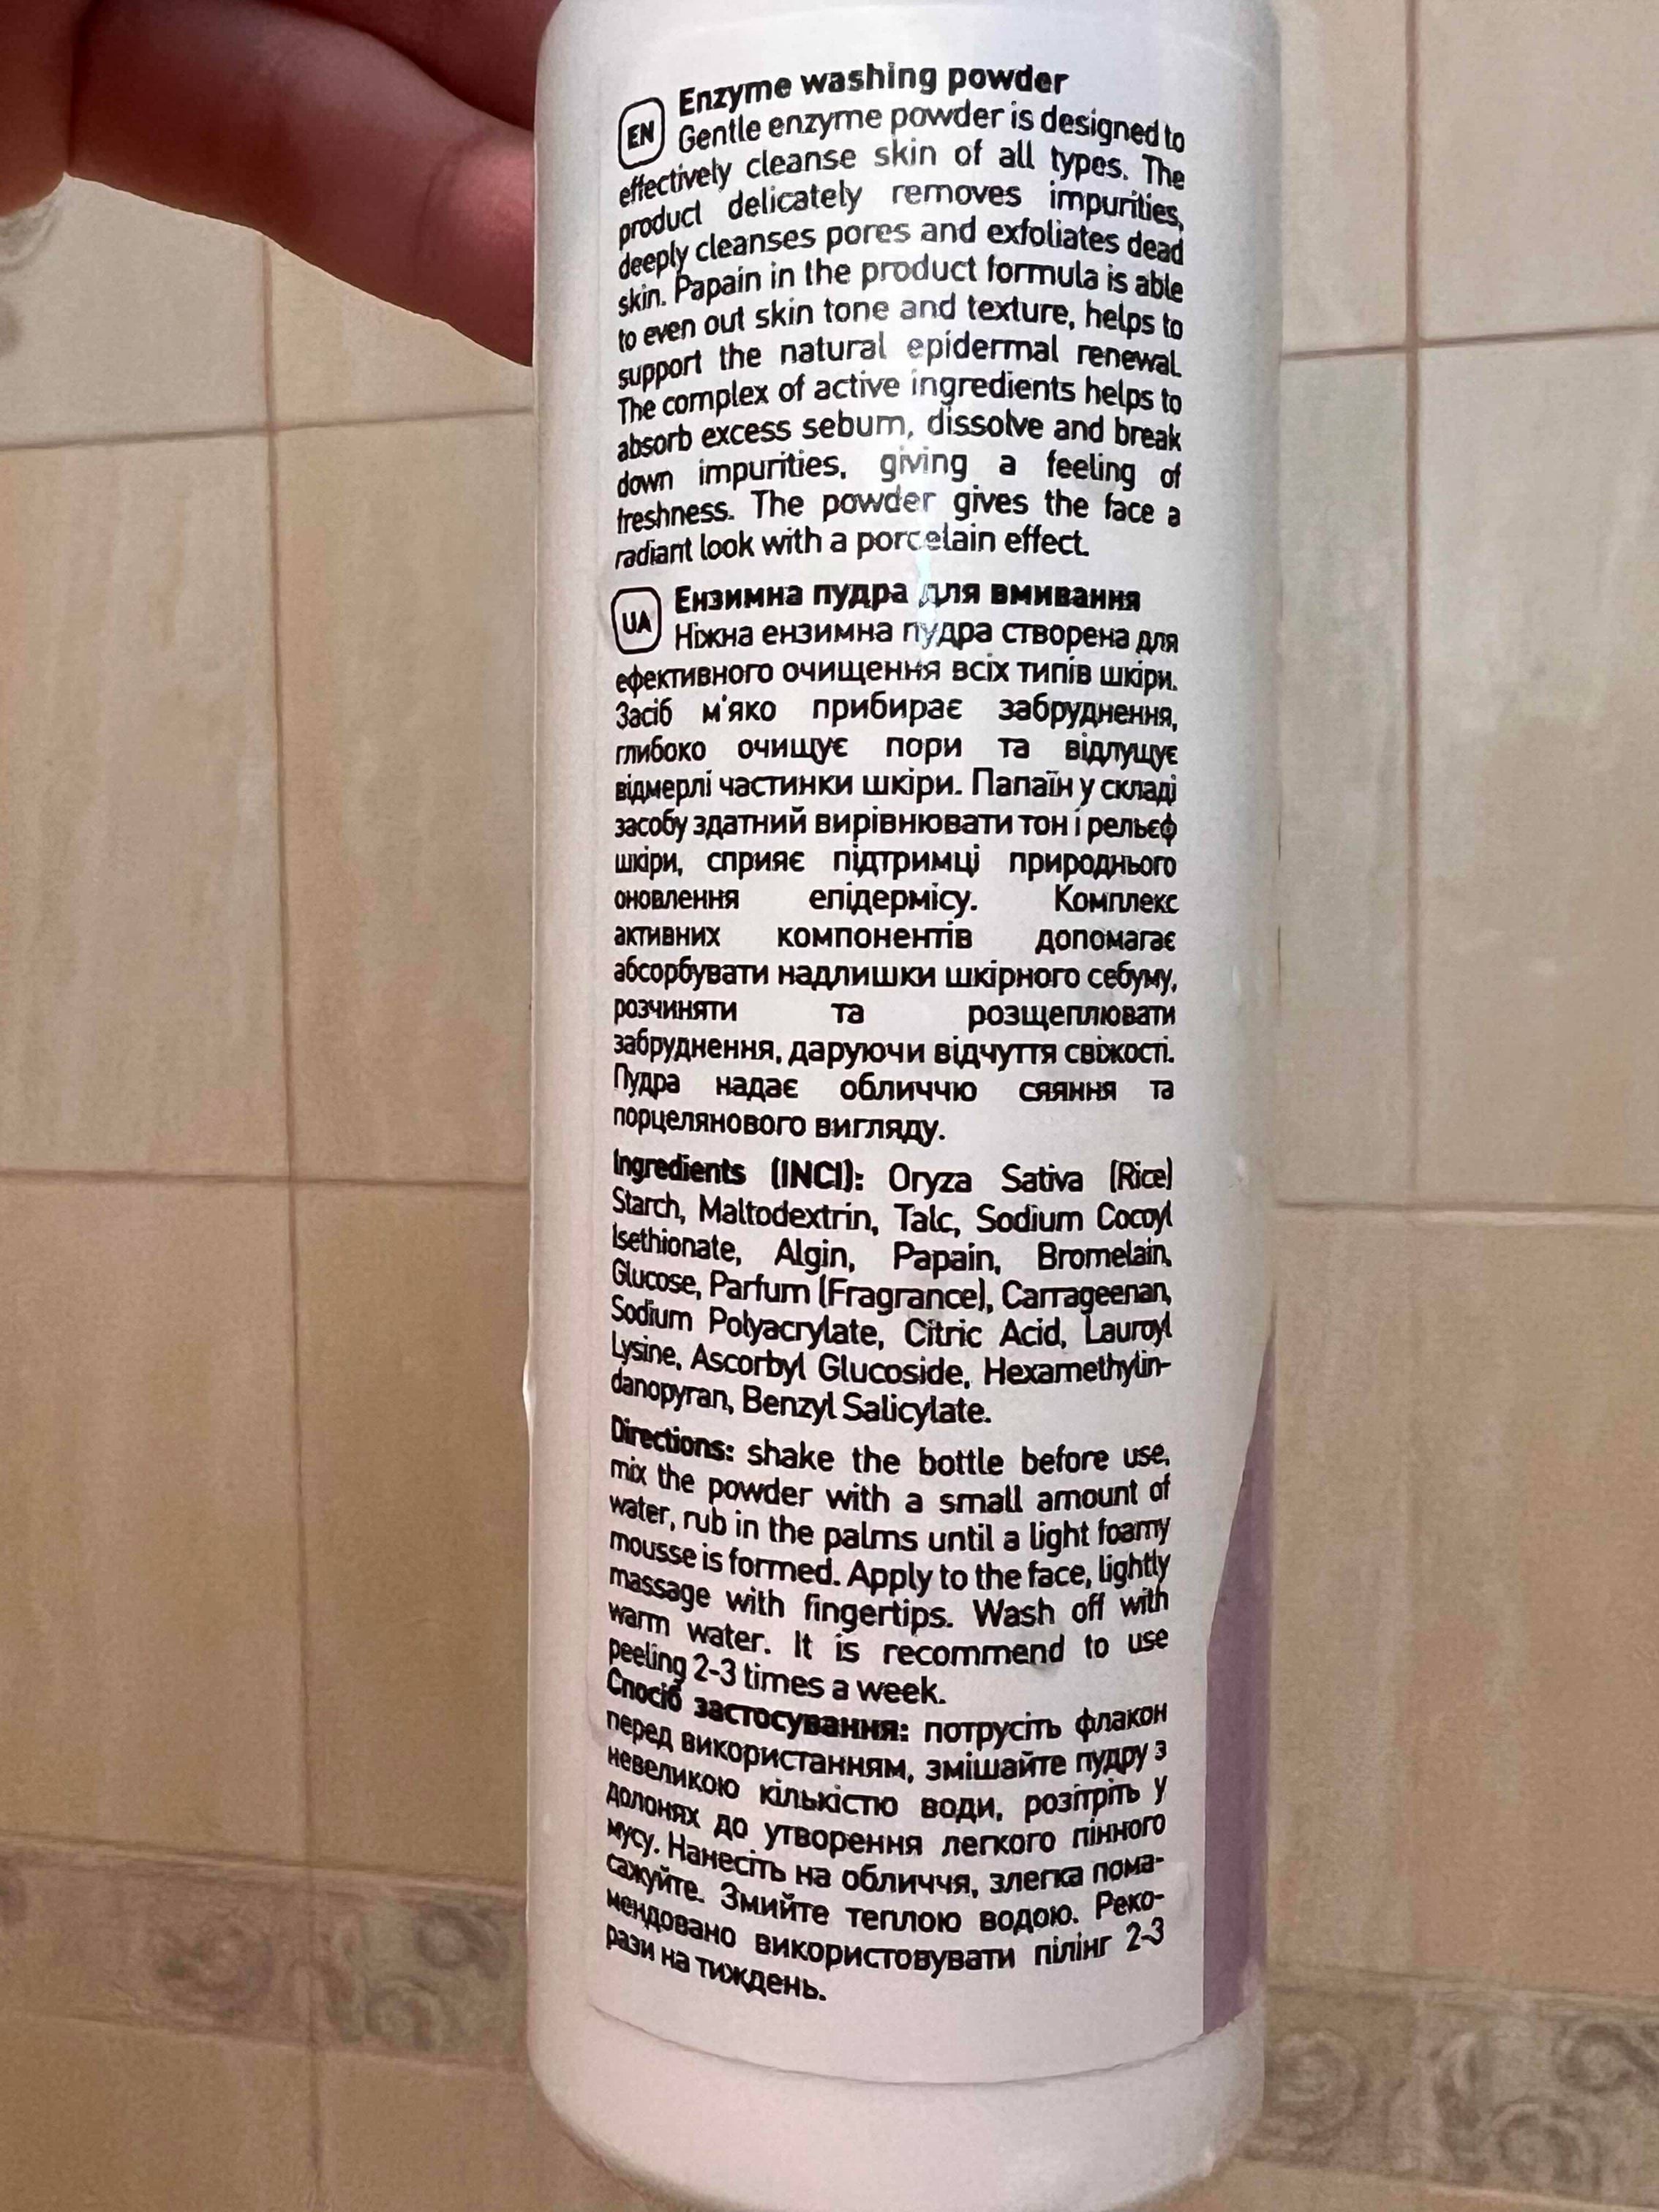 Enzyme washing powder
EN Gentle enzyme powder is designed to
effectively cleanse skin of all types. The
product delicately removes impurities,
deeply cleanses pores and exfoliates dead
skin. Papain in the product formula is able
to even out skin tone and texture, helps to
support the natural epidermal renewal.
The complex of active ingredients helps to
absorb excess sebum, dissolve and break
down impurities, giving a feeling of
freshness. The powder gives the face a
radiant look with a porcelain effect.
Ензимна пудра для вмивання
UA Ніжна ензимна пудра створена для
ефективного очищення всіх типів шкіри.
Засіб м'яко прибирає забруднення,
глибоко очищує пори та відлущує
відмерлі частинки шкіри. Папаїн у складі
засобу здатний вирівнювати тон і рельєф
шкіри, сприяє підтримці природнього
оновлення епідермісу. Комплекс
активних компонентів допомагає
абсорбувати надлишки шкірного себуму,
розчиняти та розщеплювати
забруднення, даруючи відчуття свіжості.
Пудра надає обличчю сяяння та
порцелянового вигляду.
Ingredients (INCI): Oryza Sativa (Rice)
Starch, Maltodextrin, Talc, Sodium Cocoyl
Isethionate, Algin, Papain, Bromelain,
Glucose, Parfum (Fragrance), Carrageenan,
Sodium Polyacrylate, Citric Acid, Lauroyl
Lysine, Ascorbyl Glucoside, Hexamethylin-
danopyran, Benzyl Salicylate.
Directions: shake the bottle before use,
mix the powder with a small amount of
water, rub in the palms until a light foamy
mousse is formed. Apply to the face, lightly
massage with fingertips. Wash off with
warm water. It is recommend to use
peeling 2-3 times a week.
Спосіб застосування: потрусіть флакон
перед використанням, змішайте пудру з
невеликою кількістю води, розітріть у
долонях до утворення легкого пінного
мусу. Нанесіть на обличчя, злегка пома-
сажуйте. Змийте теплою водою. Реко-
мендовано використовувати пілінг 2-3
рази на тиждень.